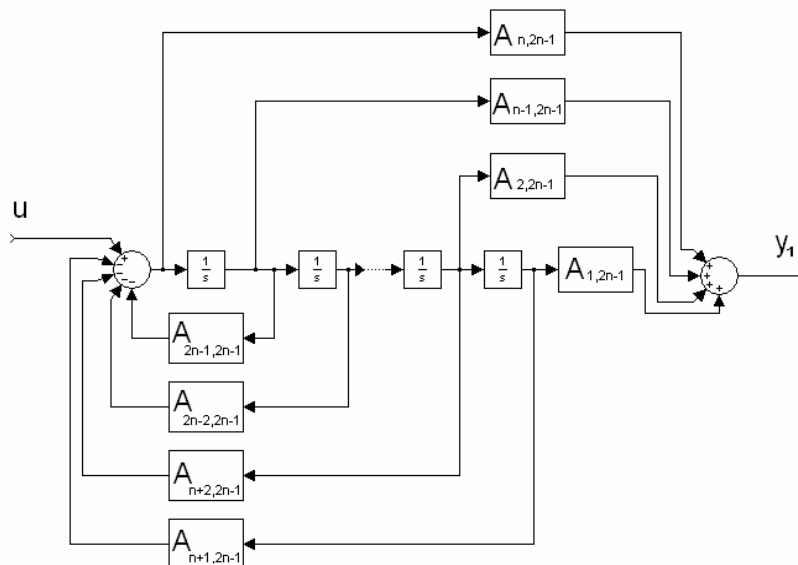 A n,2n-1
A n-1,2n-1
A 2,2n-1
u
y1
+ − − −
1/s
1/s
1/s
1/s
A 1,2n-1
+ + + +
A 2n-1,2n-1
A 2n-2,2n-1
A n+2,2n-1
A n+1,2n-1